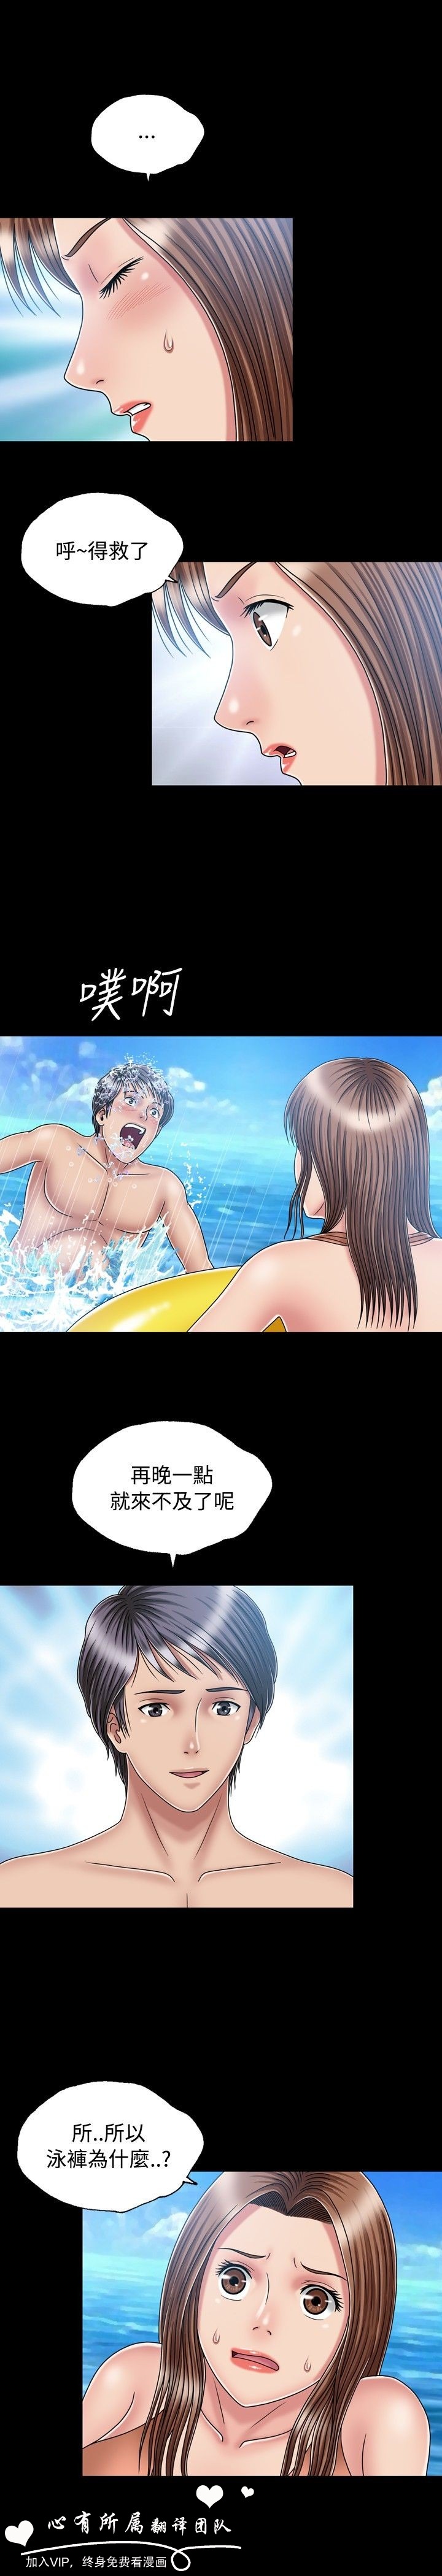 ...
呼~得救了
噗啊
再晚一點
就來不及了呢
所..所以
泳褲為什麼..?
心有所属翻译团队
加入VIP，终身免费看漫画